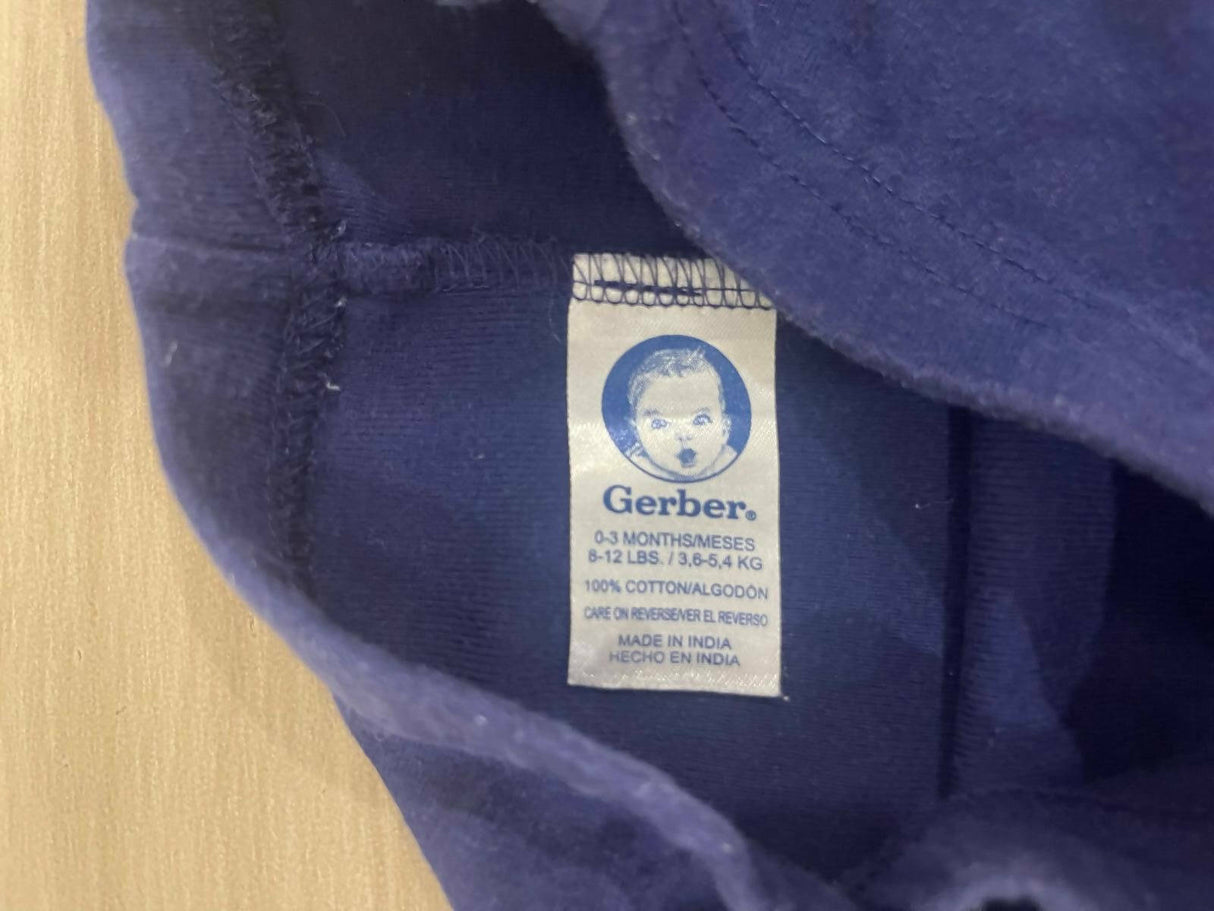 Gerber®
0-3 MONTHS/MESES
8-12 LBS. / 3,6-5,4 KG
100% COTTON/ALGODÓN
CARE ON REVERSE/VER EL REVERSO
MADE IN INDIA
HECHO EN INDIA